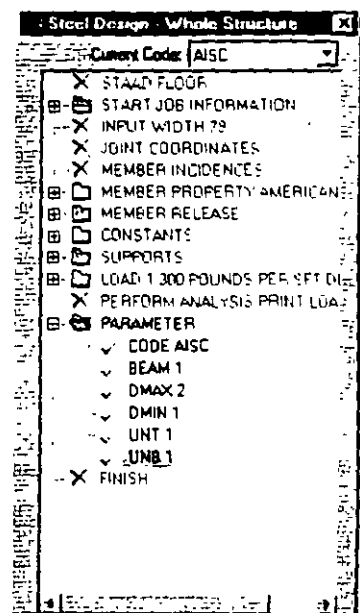 Steel Design - Whole Structure
Current Code: AISC
STAAD FLOOR
START JOB INFORMATION
INPUT WIDTH 79
JOINT COORDINATES
MEMBER INCIDENCES
MEMBER PROPERTY AMERICAN
MEMBER RELEASE
CONSTANTS
SUPPORTS
LOAD 1 300 POUNDS PER SFT DL
PERFORM ANALYSIS PRINT LOA
PARAMETER
CODE AISC
BEAM 1
DMAX 2
DMIN 1
UNT 1
UNB 1
FINISH